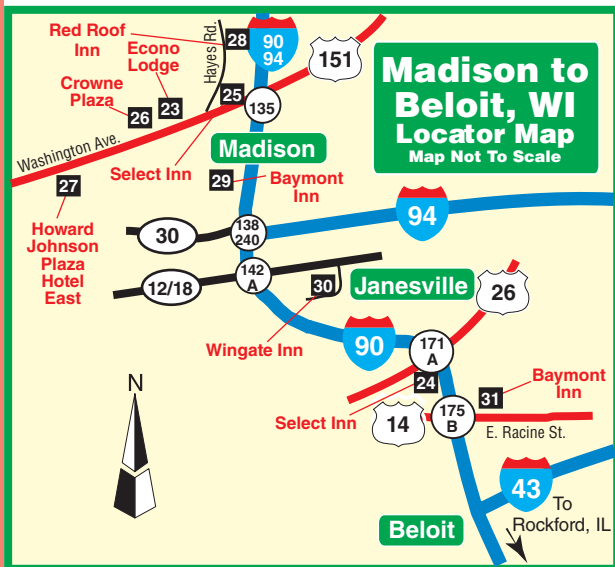 Madison to
Beloit, WI
Locator Map
Map Not To Scale
Red Roof
Inn
28
Hayes Rd.
90
94
151
Econo
Lodge
Crowne
Plaza
26
23
25
135
Washington Ave.
Select Inn
Madison
27
29
Baymont
Inn
Howard
Johnson
Plaza
Hotel
East
30
138
240
94
12/18
142
A
30
Janesville
26
Wingate Inn
90
171
A
24
Select Inn
31
Baymont
Inn
14
175
B
E. Racine St.
N
43
To
Rockford, IL
Beloit